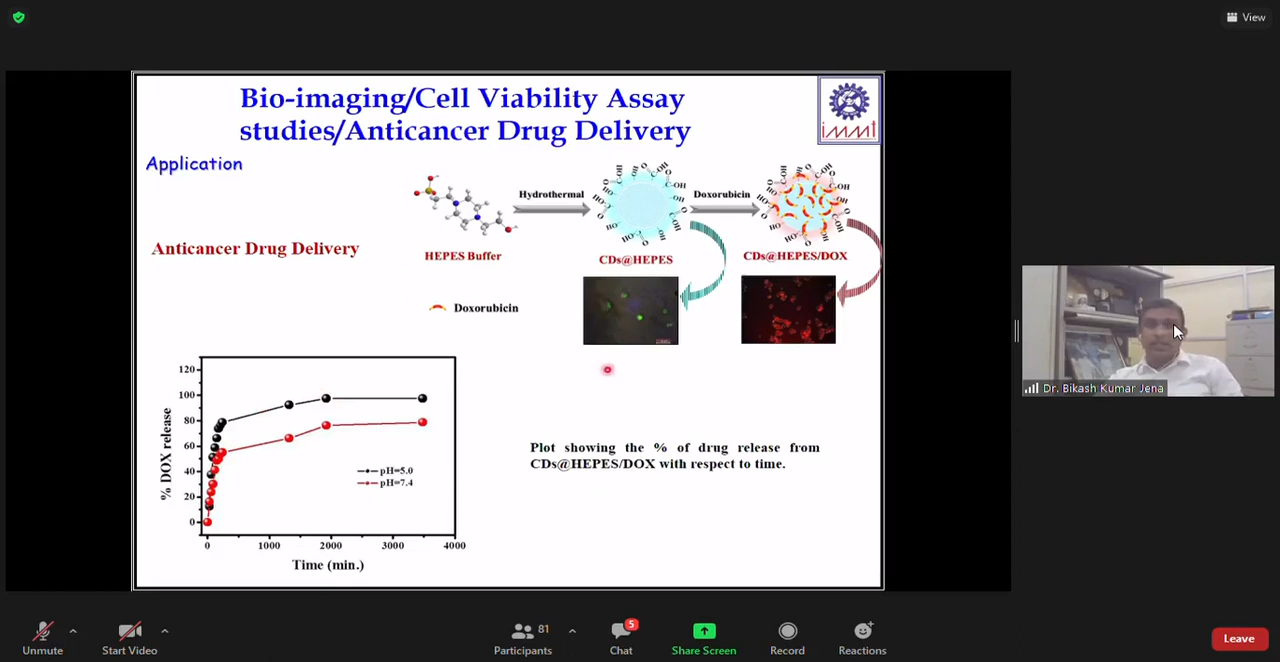 View
Bio-imaging/Cell Viability Assay
studies/Anticancer Drug Delivery
immt
Application
Anticancer Drug Delivery
Hydrothermal
Doxorubicin
HEPES Buffer
CDs@HEPES
CDs@HEPES/DOX
Doxorubicin
% DOX release
120
100
80
60
40
20
0
pH=5.0
pH=7.4
0 1000 2000 3000 4000
Time (min.)
Plot showing the % of drug release from
CDs@HEPES/DOX with respect to time.
Dr. Bikash Kumar Jena
Unmute
Start Video
Participants 81
Chat 5
Share Screen
Record
Reactions
Leave